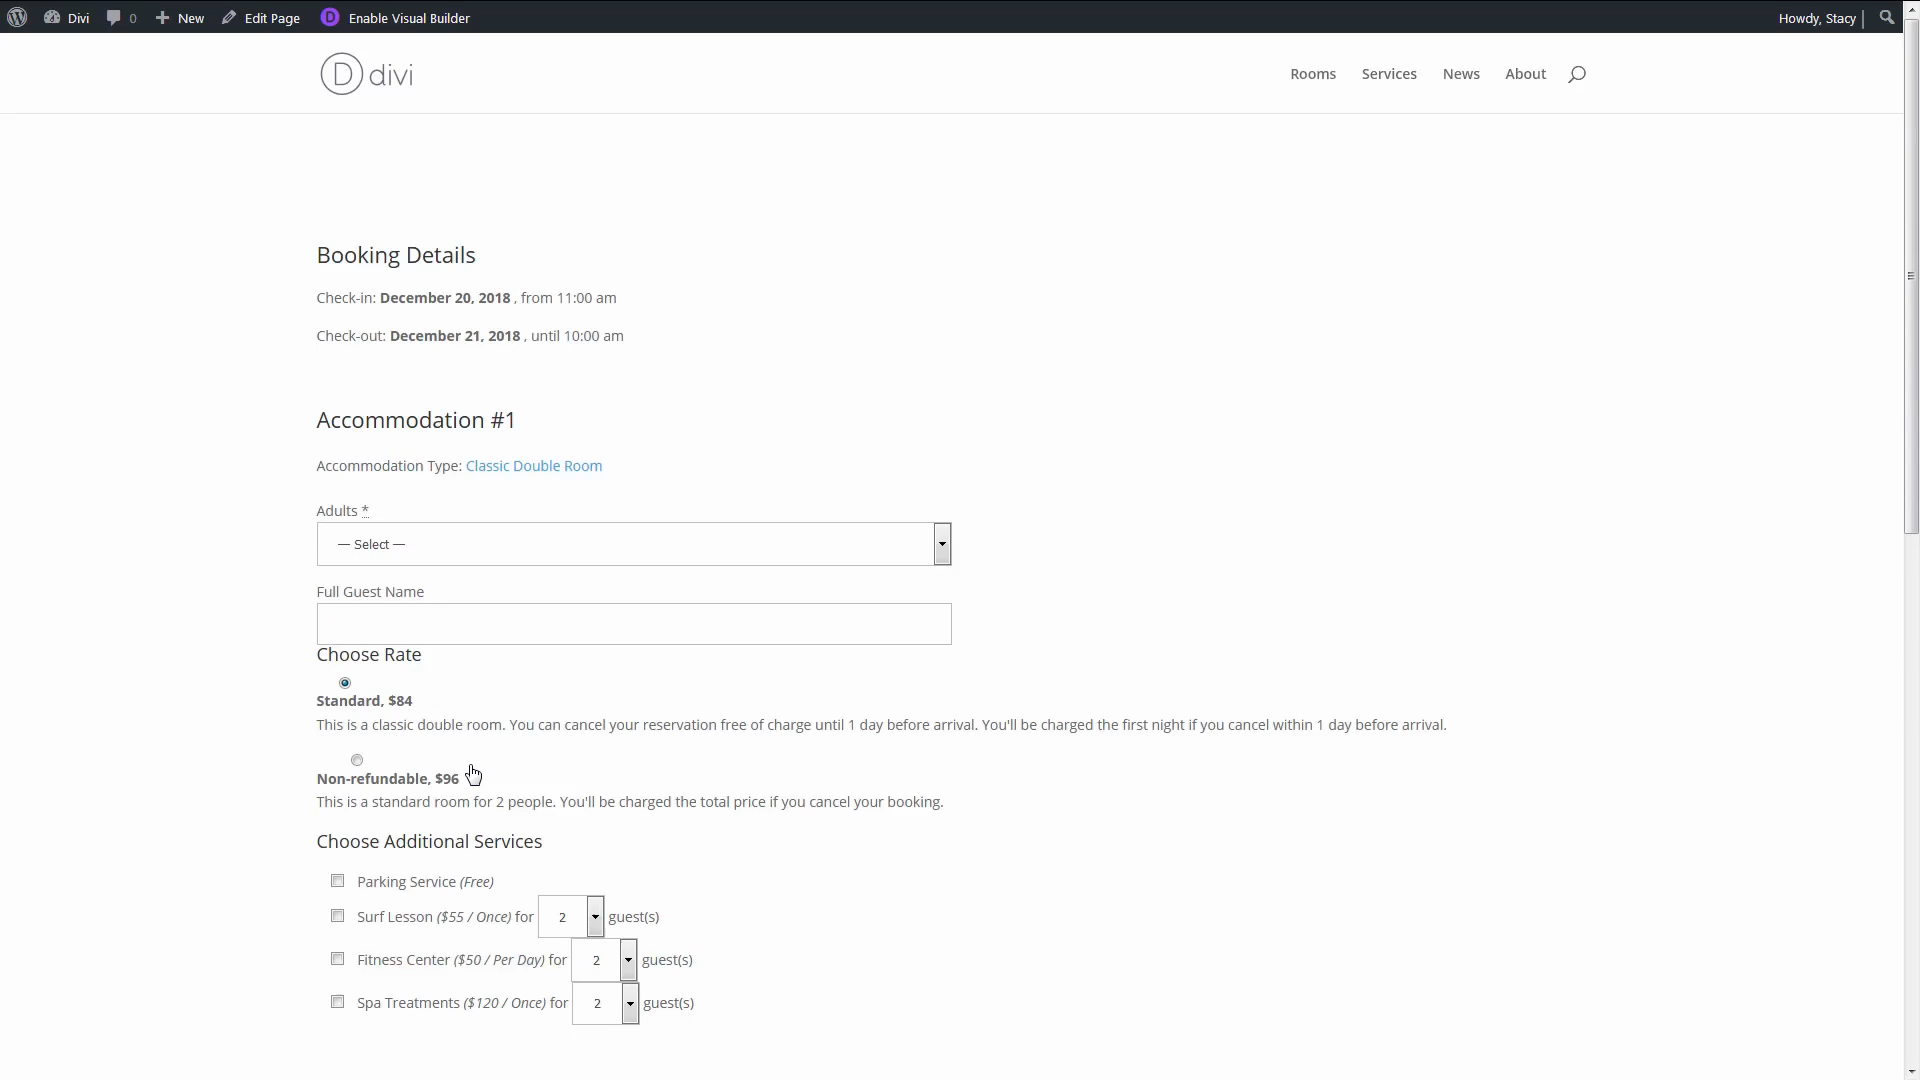 Divi 0 New Edit Page D Enable Visual Builder Howdy, Stacy
D divi Rooms Services News About
Booking Details
Check-in: December 20, 2018 , from 11:00 am
Check-out: December 21, 2018 , until 10:00 am
Accommodation #1
Accommodation Type: Classic Double Room
Adults *
— Select —
Full Guest Name
Choose Rate
Standard, $84
This is a classic double room. You can cancel your reservation free of charge until 1 day before arrival. You'll be charged the first night if you cancel within 1 day before arrival.
Non-refundable, $96
This is a standard room for 2 people. You'll be charged the total price if you cancel your booking.
Choose Additional Services
Parking Service (Free)
Surf Lesson ($55 / Once) for 2 guest(s)
Fitness Center ($50 / Per Day) for 2 guest(s)
Spa Treatments ($120 / Once) for 2 guest(s)